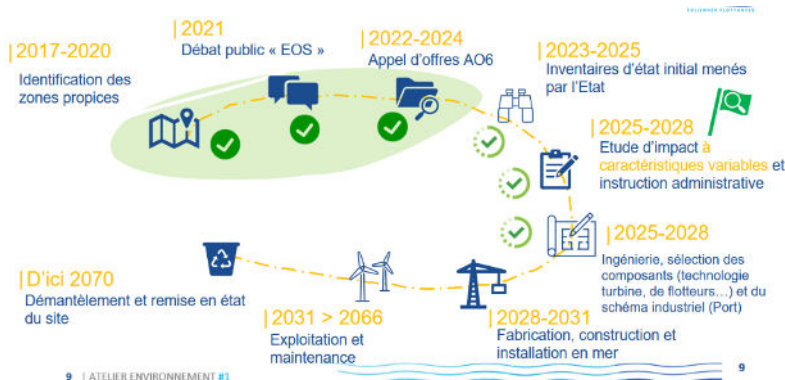 EOLIENNES FLOTTANTES
|2017-2020
Identification des
zones propices
|2021
Débat public « EOS »
|2022-2024
Appel d'offres AO6
|2023-2025
Inventaires d'état initial menés
par l'Etat
|2025-2028
Etude d'impact à
caractéristiques variables et
instruction administrative
|2025-2028
Ingénierie, sélection des
composants (technologie
turbine, de flotteurs...) et du
schéma industriel (Port)
|2028-2031
Fabrication, construction et
installation en mer
|2031 > 2066
Exploitation et
maintenance
|D'ici 2070
Démantèlement et remise en état
du site
9 | ATELIER ENVIRONNEMENT #1
9